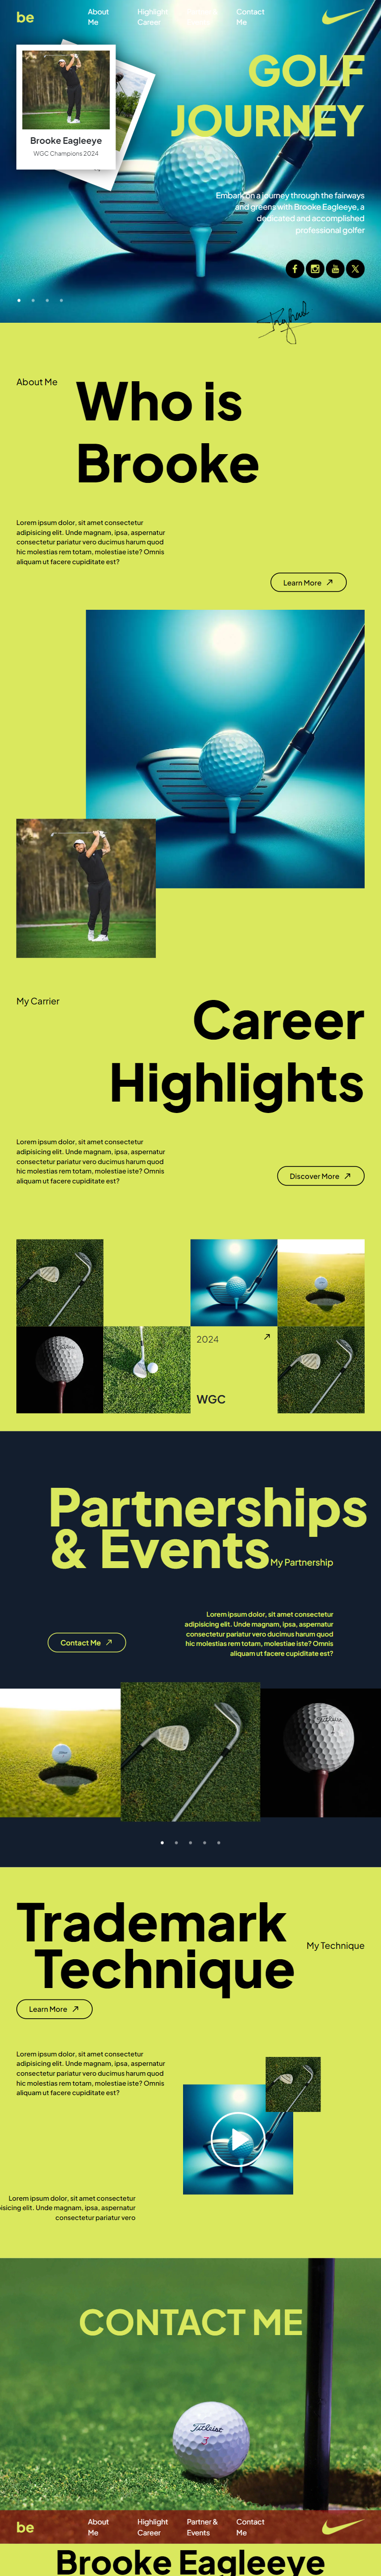 be
About
Me
Highlight
Career
Contact
Me
GOLF
JOURNEY
Brooke Eagleeye
WGC Champions 2024
Embark on a journey through the fairways
and greens with Brooke Eagleeye, a
dedicated and accomplished
professional golfer
About Me
Who is
Brooke
Lorem ipsum dolor, sit amet consectetur
adipisicing elit. Unde magnam, ipsa, aspernatur
consectetur pariatur vero ducimus harum quod
hic molestias rem totam, molestiae iste? Omnis
aliquam ut facere cupiditate est?
Learn More
My Carrier
Career
Highlights
Lorem ipsum dolor, sit amet consectetur
adipisicing elit. Unde magnam, ipsa, aspernatur
consectetur pariatur vero ducimus harum quod
hic molestias rem totam, molestiae iste? Omnis
aliquam ut facere cupiditate est?
Discover More
2024
WGC
Partnerships
& Events
My Partnership
Lorem ipsum dolor, sit amet consectetur
adipisicing elit. Unde magnam, ipsa, aspernatur
consectetur pariatur vero ducimus harum quod
hic molestias rem totam, molestiae iste? Omnis
aliquam ut facere cupiditate est?
Contact Me
Titleist
Trademark
Technique
My Technique
Learn More
Lorem ipsum dolor, sit amet consectetur
adipisicing elit. Unde magnam, ipsa, aspernatur
consectetur pariatur vero ducimus harum quod
hic molestias rem totam, molestiae iste? Omnis
aliquam ut facere cupiditate est?
Lorem ipsum dolor, sit amet consectetur
isicing elit. Unde magnam, ipsa, aspernatur
consectetur pariatur vero
CONTACT ME
Titleist
be
About
Me
Highlight
Career
Partner &
Events
Contact
Me
Brooke Eagleeye